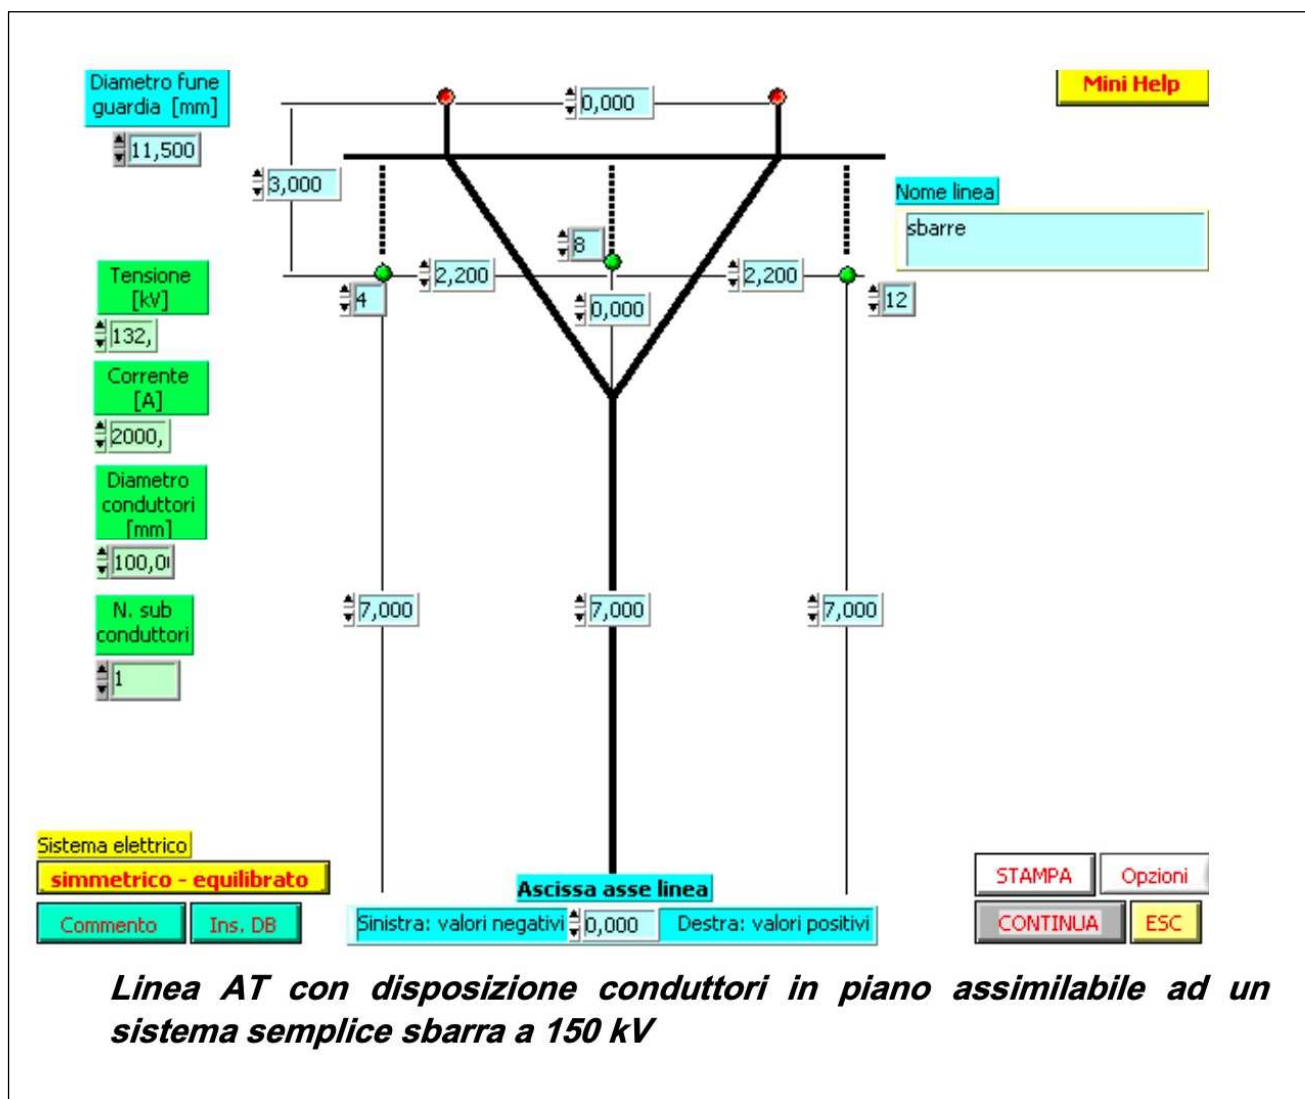 Diametro fune
guardia [mm]
11,500
0,000
Mini Help
3,000
Nome linea
sbarre
8
Tensione
[kV]
132,
2,200
2,200
4
0,000
12
Corrente
[A]
2000,
Diametro
conduttori
[mm]
100,0
N. sub
conduttori
1
7,000
7,000
7,000
Sistema elettrico
simmetrico - equilibrato
Commento
Ins. DB
Ascissa asse linea
Sinistra: valori negativi
0,000
Destra: valori positivi
STAMPA
Opzioni
CONTINUA
ESC
Linea AT con disposizione conduttori in piano assimilabile ad un
sistema semplice sbarra a 150 kV